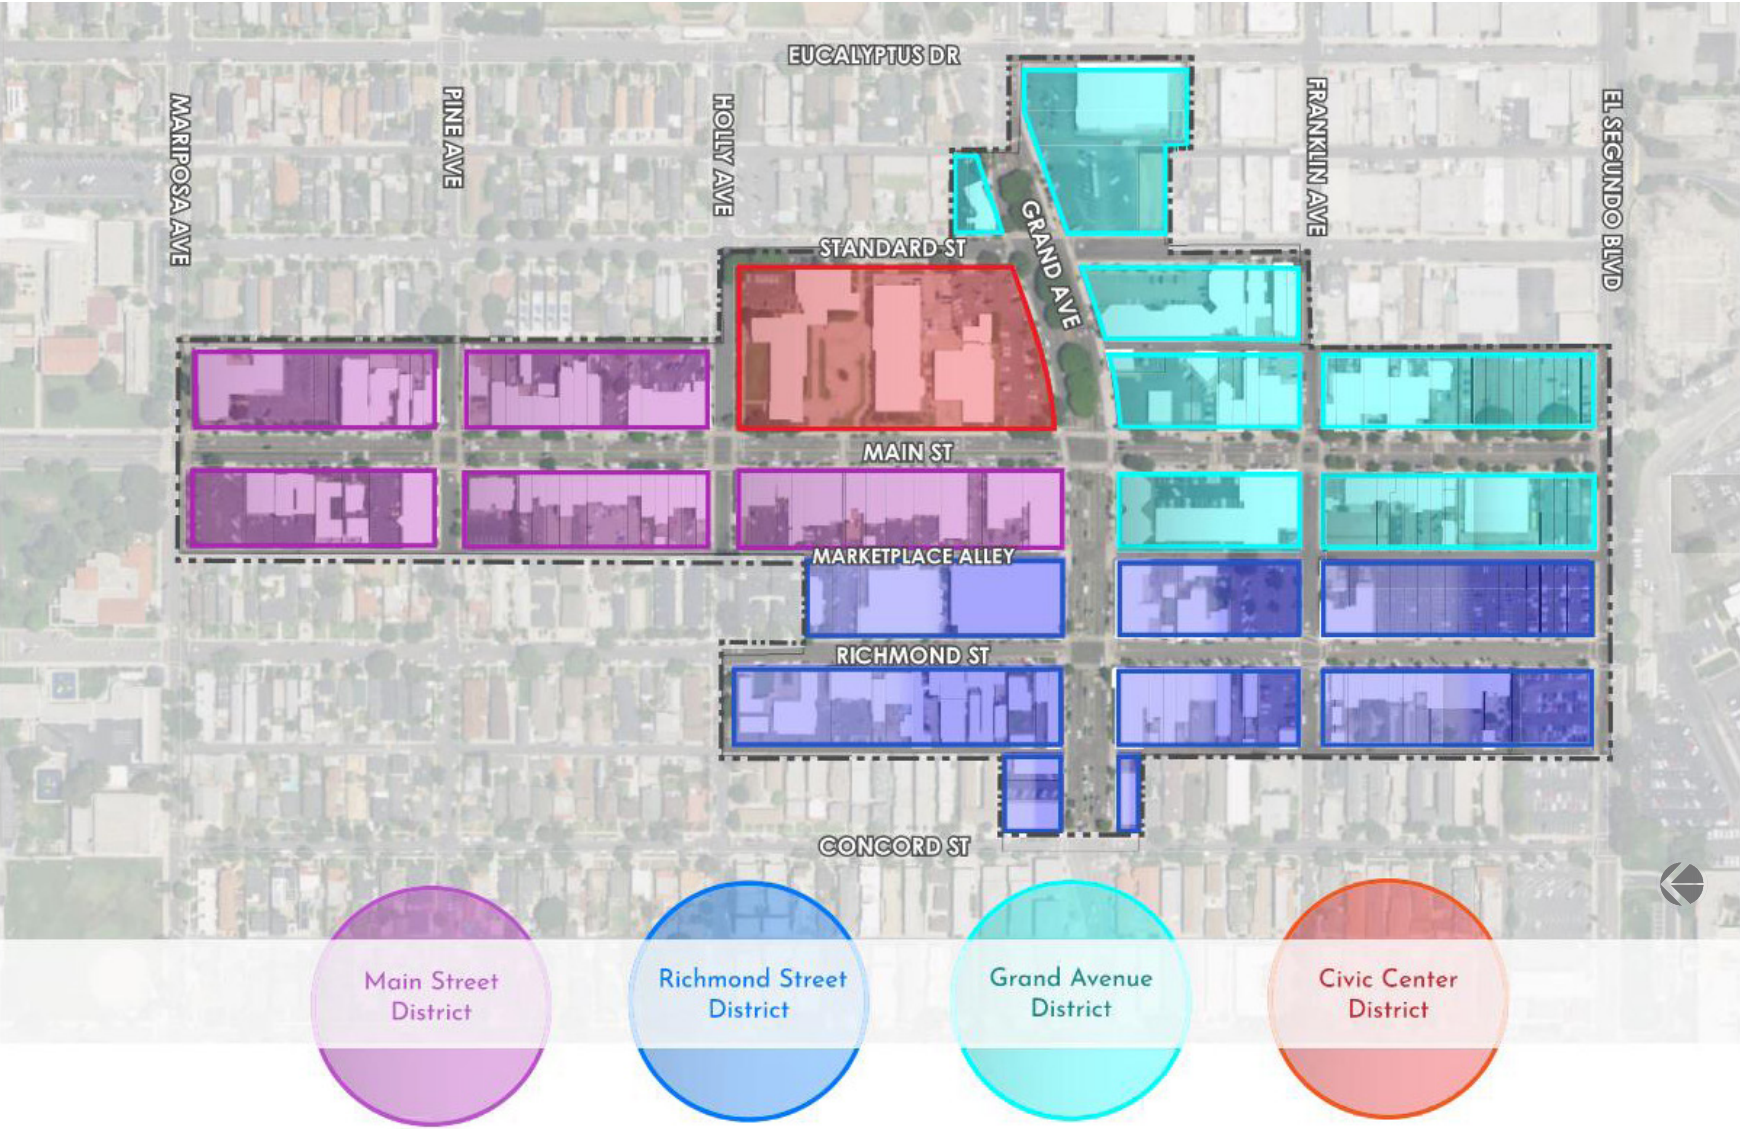 EUCALYPTUS DR
MARIPOSA AVE
PINE AVE
HOLLY AVE
FRANKLIN AVE
EL SEGUNDO BLVD
GRAND AVE
STANDARD ST
MAIN ST
MARKETPLACE ALLEY
RICHMOND ST
CONCORD ST
Main Street
District
Richmond Street
District
Grand Avenue
District
Civic Center
District